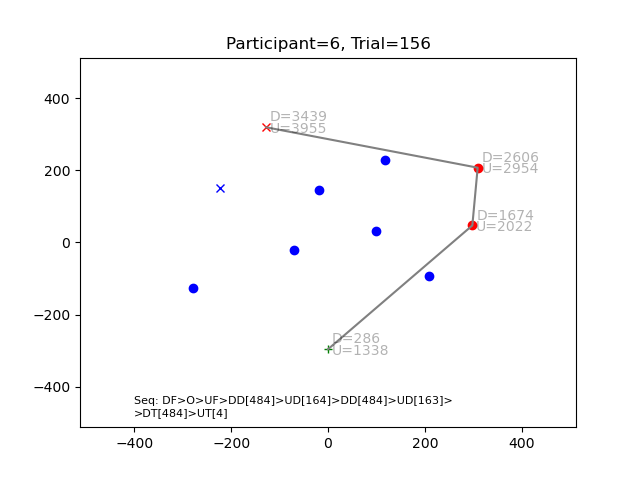 Participant=6, Trial=156
400
200
0
−200
−400
D=3439
U=3955
D=2606
U=2954
D=1674
U=2022
D=286
U=1338
Seq: DF>O>UF>DD[484]>UD[164]>DD[484]>UD[163]>
>DT[484]>UT[4]
−400
−200
0
200
400